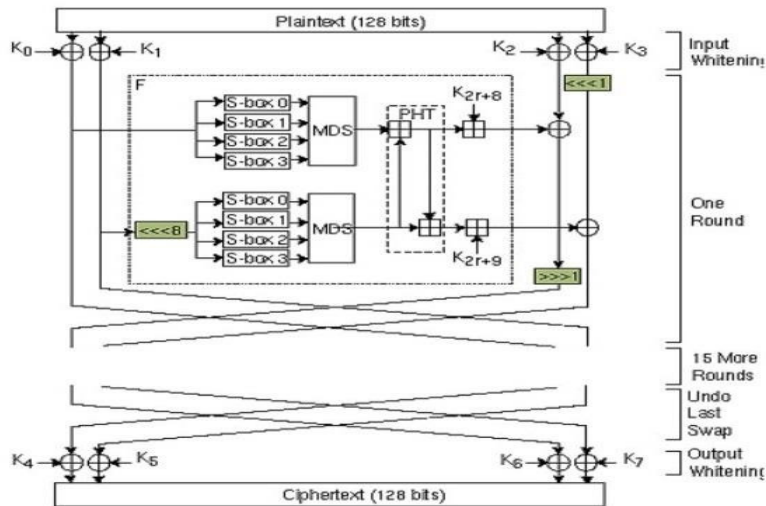 Plaintext (128 bits)
K0 K1 K2 K3
Input
Whitening
F
<<<1
S-box 0
S-box 1
S-box 2
S-box 3
MDS
PHT
K2r+8
One
Round
<<<8
S-box 0
S-box 1
S-box 2
S-box 3
MDS
K2r+9
>>>1
15 More
Rounds
Undo
Last
Swap
K4 K5 K6 K7
Output
Whitening
Ciphertext (128 bits)